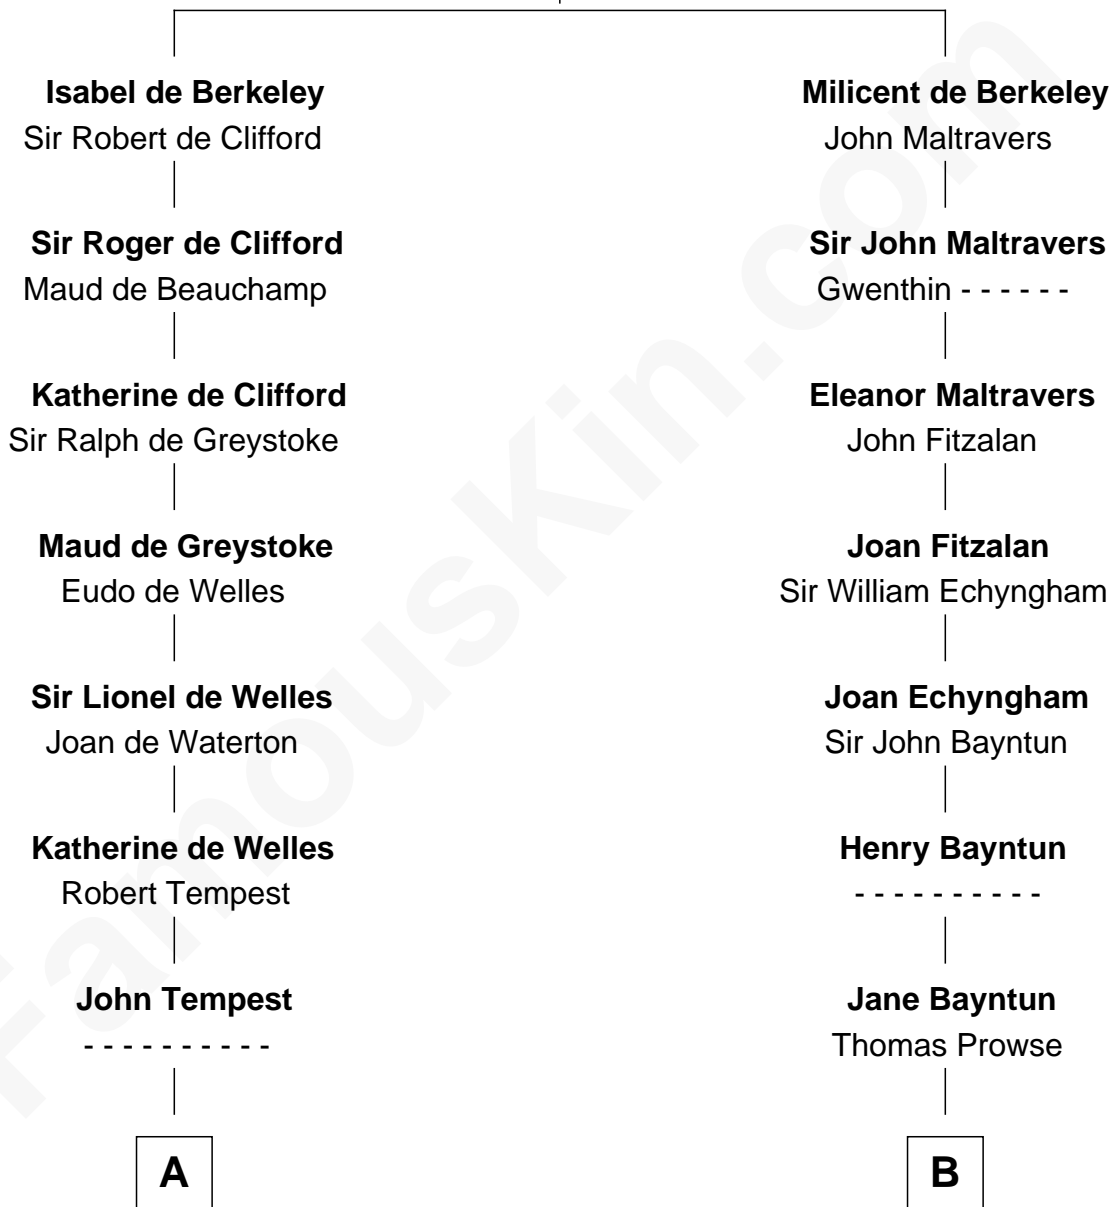 Isabel de Berkeley
Sir Robert de Clifford
Sir Roger de Clifford
Maud de Beauchamp
Katherine de Clifford
Sir Ralph de Greystoke
Maud de Greystoke
Eudo de Welles
Sir Lionel de Welles
Joan de Waterton
Katherine de Welles
Robert Tempest
John Tempest
- - - - - - - - - -
A
Milicent de Berkeley
John Maltravers
Sir John Maltravers
Gwenthin - - - - - -
Eleanor Maltravers
John Fitzalan
Joan Fitzalan
Sir William Echyngham
Joan Echyngham
Sir John Bayntun
Henry Bayntun
- - - - - - - - - -
Jane Bayntun
Thomas Prowse
B
FamousKin.com